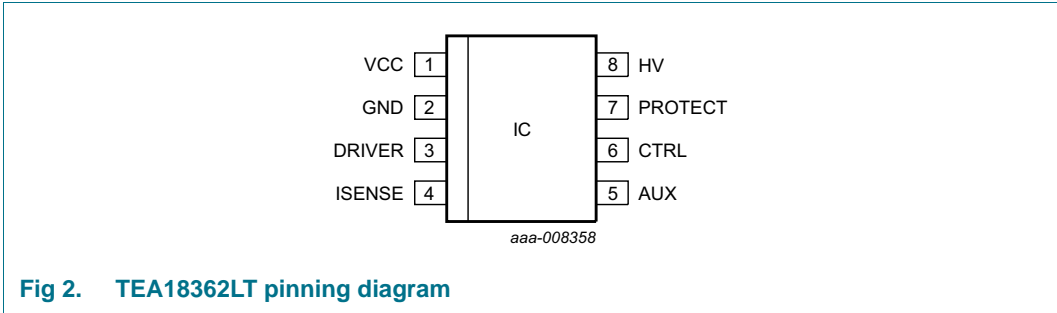 VCC 1 8 HV
GND 2 7 PROTECT
IC
DRIVER 3 6 CTRL
ISENSE 4 5 AUX
aaa-008358
Fig 2. TEA18362LT pinning diagram